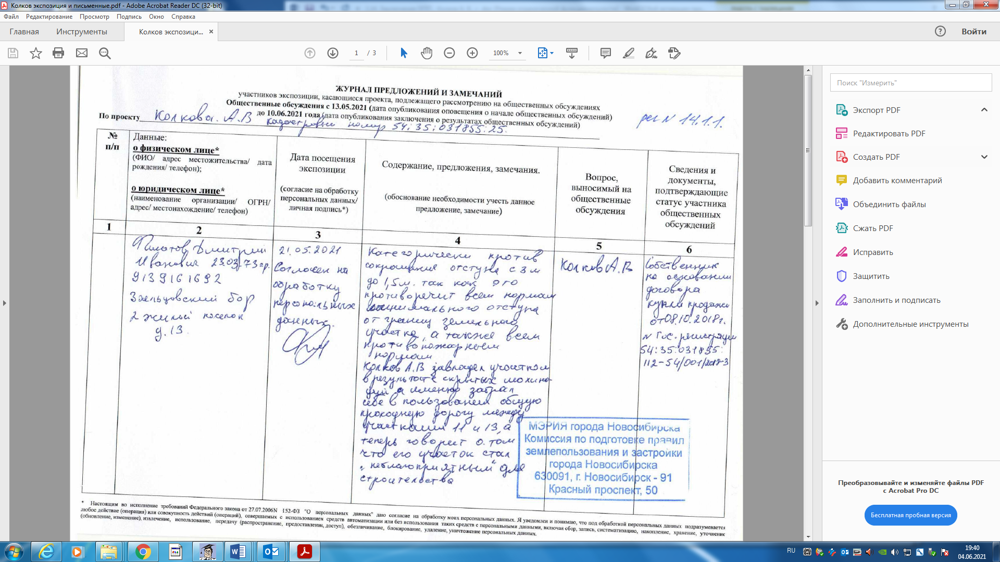 Колков экспозиция и письменные.pdf - Adobe Acrobat Reader DC (32-bit)
Файл Редактирование Просмотр Подпись Окно Справка
Главная Инструменты Колков экспозици... × Войти
1 / 3 100%
ЖУРНАЛ ПРЕДЛОЖЕНИЙ И ЗАМЕЧАНИЙ
участников экспозиции, касающиеся проекта, подлежащего рассмотрению на общественных обсуждениях
Общественные обсуждения с 13.05.2021 (дата опубликования оповещения о начале общественных обсуждений)
до 10.06.2021 года (дата опубликования заключения о результатах общественных обсуждений)
По проекту Колкова. А.В кадастровый номер 54:35:031855:25.
рег N 14.1.1.
№ п/п
Данные:
о физическом лице*
(ФИО/ адрес местожительства/ дата
рождения/ телефон);
о юридическом лице*
(наименование организации/ ОГРН/
адрес/ местонахождение/ телефон)
Дата посещения
экспозиции
(согласие на обработку
персональных данных/
личная подпись*)
Содержание, предложения, замечания.
(обоснование необходимости учесть данное
предложение, замечание)
Вопрос,
выносимый на
общественные
обсуждения
Сведения и
документы,
подтверждающие
статус участника
общественных
обсуждений
1 2 3 4 5 6
Филатов Дмитрий
Иванович 23.03.73гр.
9139161692
Заельцовский бор
2 жилый поселок
д.13.
21.05.2021
Согласен на
обработку
персональных
данных.
Категорически против
сокращения отступа с 3 м
до 1,5м. так как это
противоречит всем нормам
минимального отступа
от границ земельного
участка, а также всем
противопожарным
нормам
Колков А.В завладел участком
в результате скрытых махина-
ций а именно забрал
себе в пользования общую
проходную дорогу между
участками 11 и 13, а
теперь говорит о том
что его участок стал
"неблагоприятным" для
строительства
Колков А.В
Собственник
на основании
договора
купли продажи
от 08.10.2018г.
N гос. регистрации
54:35:031855:
112-54/001/2018-3
МЭРИЯ города Новосибирска
Комиссия по подготовке правил
землепользования и застройки
города Новосибирска
630091, г. Новосибирск - 91
Красный проспект, 50
* Настоящим во исполнение требований Федерального закона от 27.07.2006N 152-ФЗ "О персональных данных" даю согласие на обработку моих персональных данных. Я уведомлен и понимаю, что под обработкой персональных данных подразумевается
любое действие (операция) или совокупность действий (операций), совершаемых с использованием средств автоматизации или без использования таких средств с персональными данными, включая сбор, запись, систематизацию, накопление, хранение, уточнение
(обновление, изменение), извлечение, использование, передачу (распространение, предоставление, доступ), обезличивание, блокирование, удаление, уничтожение персональных данных.
Поиск "Измерить"
Экспорт PDF
Редактировать PDF
Создать PDF
Добавить комментарий
Объединить файлы
Сжать PDF
Исправить
Защитить
Заполнить и подписать
Дополнительные инструменты
Преобразовывайте и изменяйте файлы PDF
с Acrobat Pro DC
Бесплатная пробная версия
RU
19:40
04.06.2021